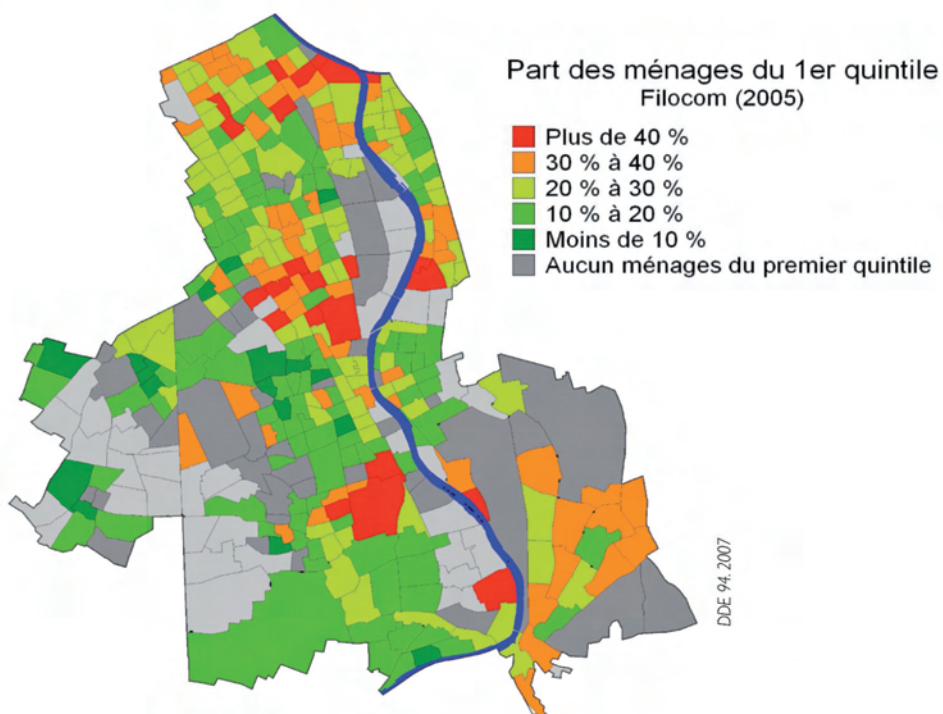 Part des ménages du 1er quintile
Filocom (2005)
Plus de 40 %
30 % à 40 %
20 % à 30 %
10 % à 20 %
Moins de 10 %
Aucun ménages du premier quintile
DDE 94.2007